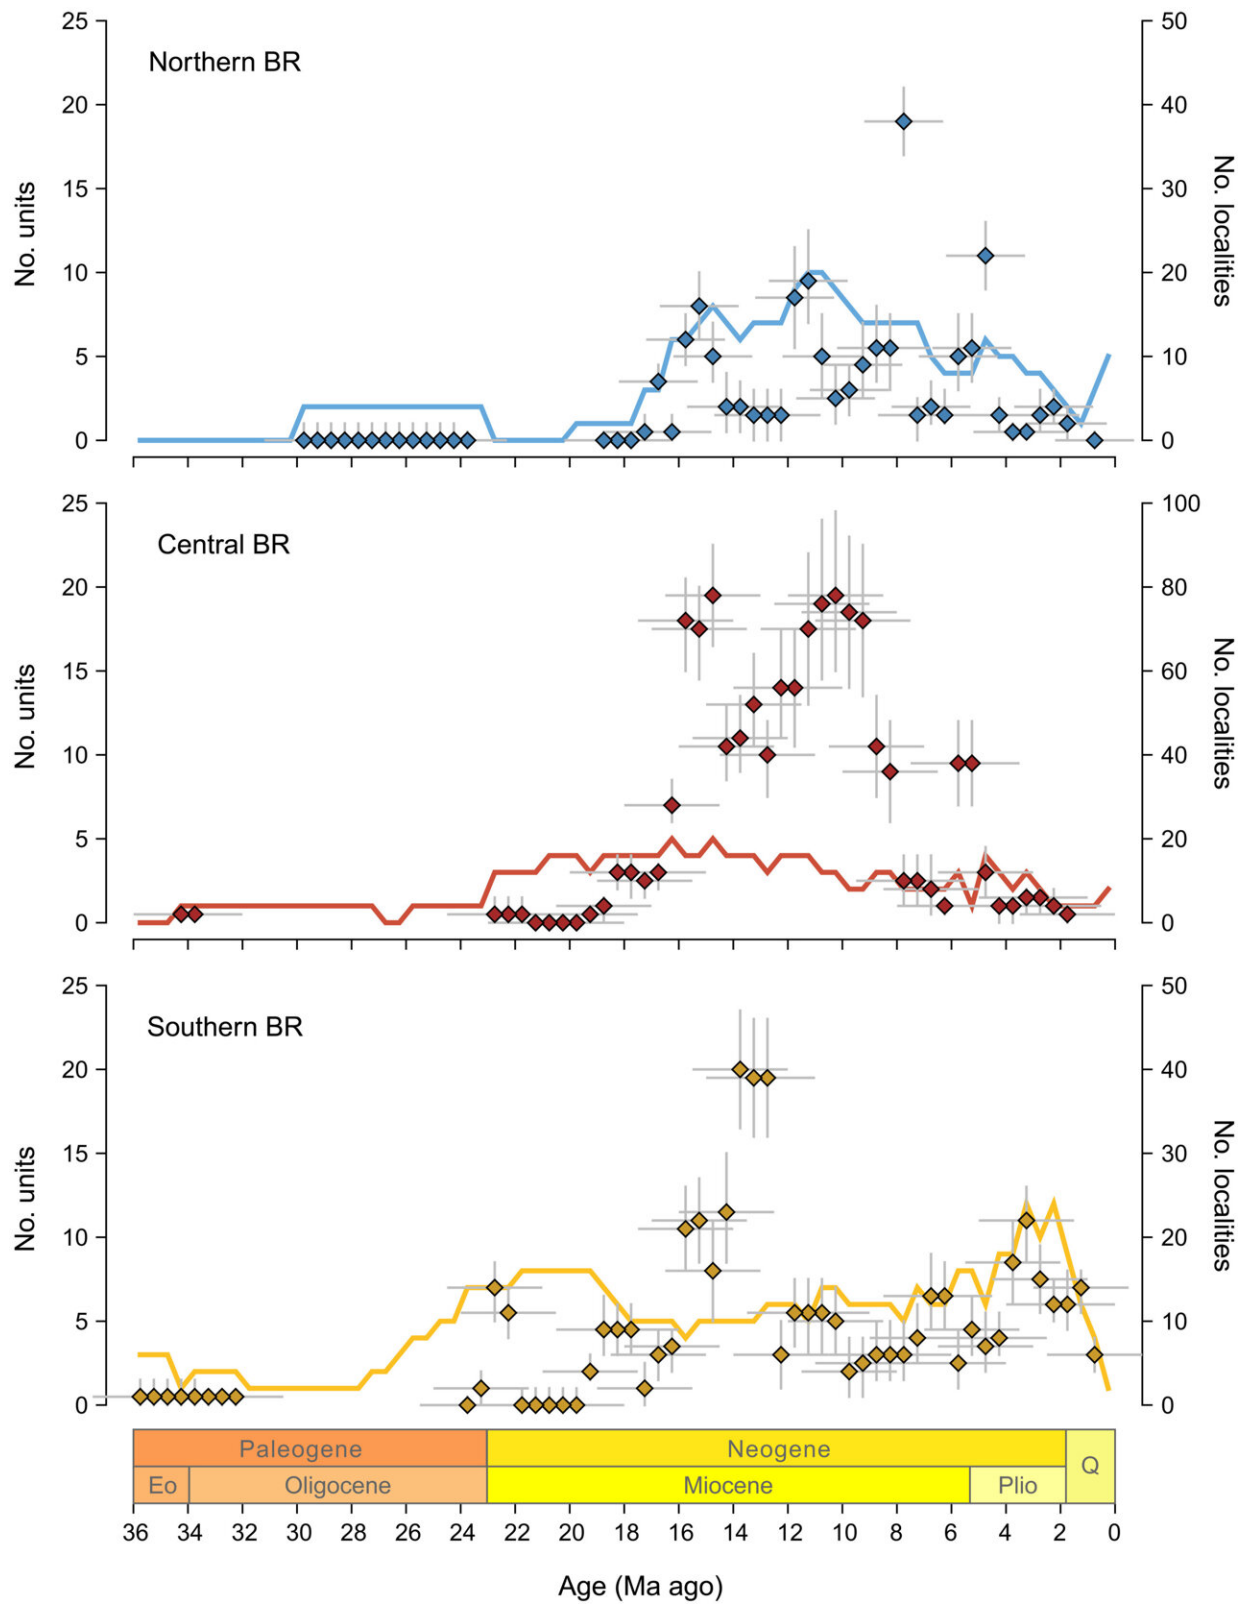 Northern BR
No. units
No. localities
25
20
15
10
5
0
50
40
30
20
10
0
Central BR
No. units
No. localities
25
20
15
10
5
0
100
80
60
40
20
0
Southern BR
No. units
No. localities
25
20
15
10
5
0
50
40
30
20
10
0
Paleogene Neogene Q
Eo Oligocene Miocene Plio
36 34 32 30 28 26 24 22 20 18 16 14 12 10 8 6 4 2 0
Age (Ma ago)